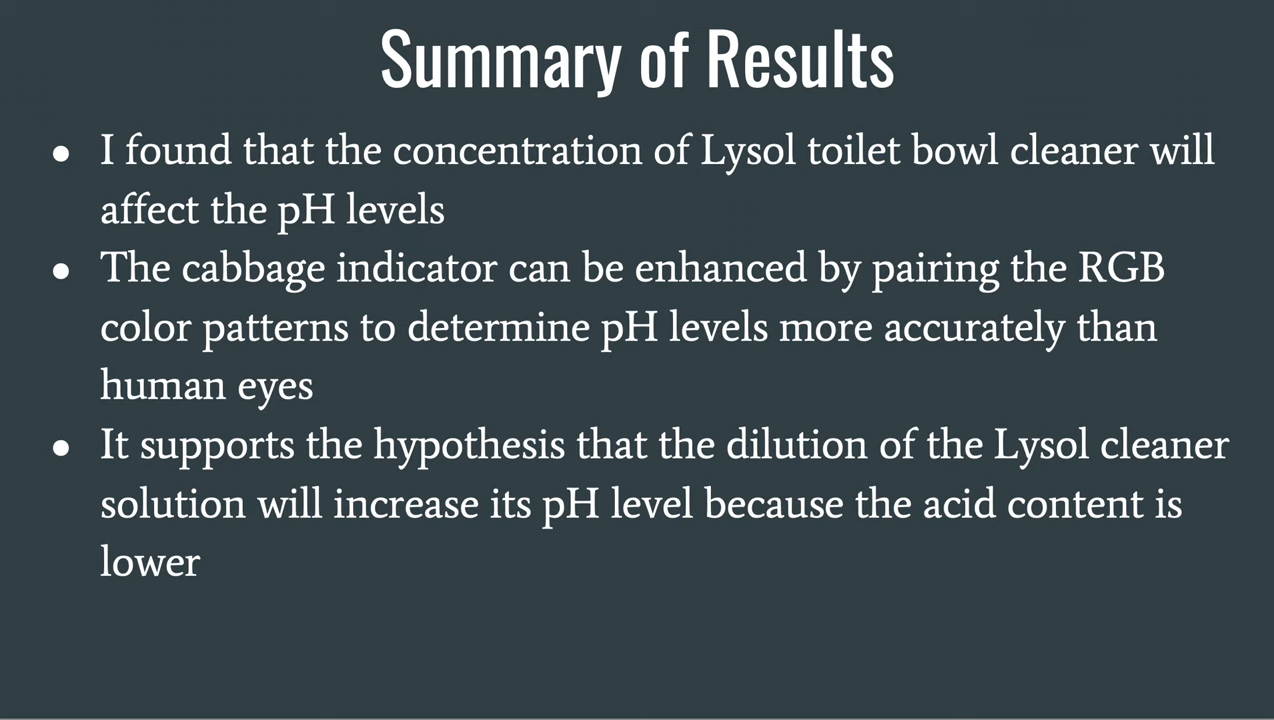 Summary of Results
● I found that the concentration of Lysol toilet bowl cleaner will
affect the pH levels
● The cabbage indicator can be enhanced by pairing the RGB
color patterns to determine pH levels more accurately than
human eyes
● It supports the hypothesis that the dilution of the Lysol cleaner
solution will increase its pH level because the acid content is
lower